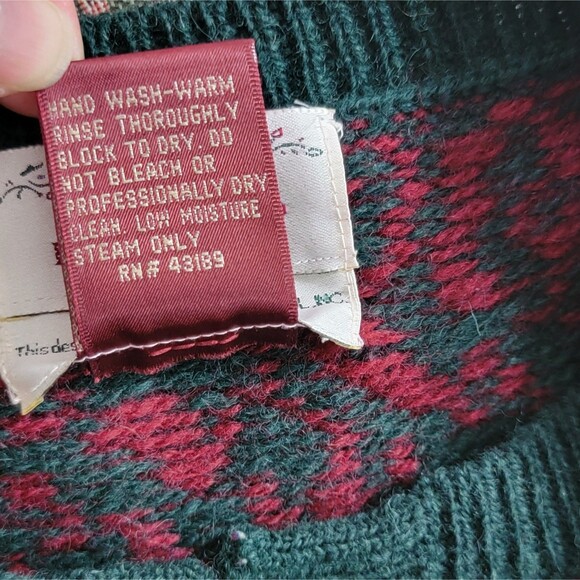 HAND WASH-WARM
RINSE THOROUGHLY
BLOCK TO DRY. DO
NOT BLEACH OR
PROFESSIONALLY DRY
CLEAN, LOW MOISTURE
STEAM ONLY
RN# 43189
INC.
This des